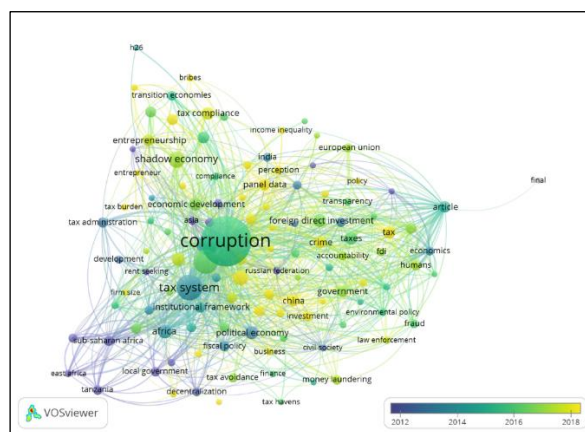 h26
bribes
transition economies
tax compliance
income inequality
entrepreneurship
european union
shadow economy
india
perception
final
entrepreneur
compliance
panel data
policy
economic development
transparency
article
tax burden
asia
foreign direct investment
tax administration
corruption
crime
taxes
tax
accountability
fdi
economics
development
rent seeking
russian federation
humans
firm size
tax system
government
china
institutional framework
investment
environmental policy
africa
political economy
fraud
sub-saharan africa
fiscal policy
civil society
law enforcement
business
east africa
local government
finance
tanzania
tax avoidance
money laundering
decentralization
tax havens
VOSviewer
2012 2014 2016 2018